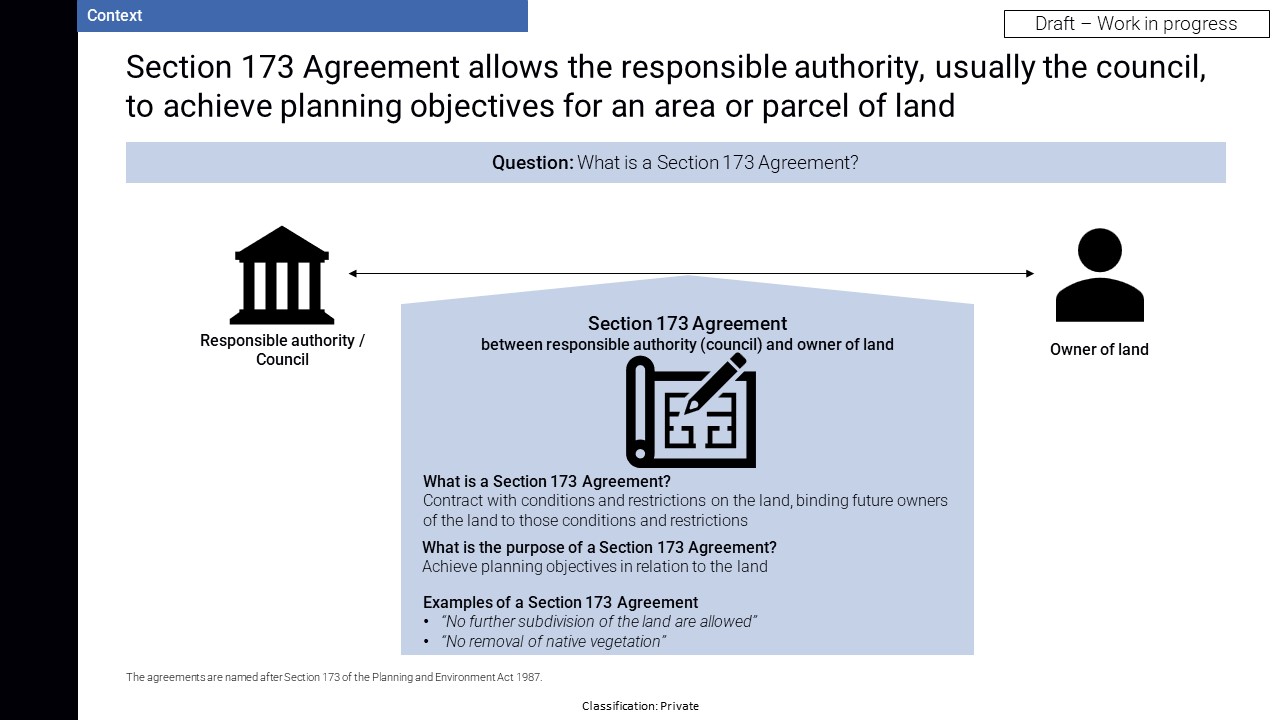 Context
Draft – Work in progress
Section 173 Agreement allows the responsible authority, usually the council,
to achieve planning objectives for an area or parcel of land
Question: What is a Section 173 Agreement?
Responsible authority /
Council
Owner of land
Section 173 Agreement
between responsible authority (council) and owner of land
What is a Section 173 Agreement?
Contract with conditions and restrictions on the land, binding future owners
of the land to those conditions and restrictions
What is the purpose of a Section 173 Agreement?
Achieve planning objectives in relation to the land
Examples of a Section 173 Agreement
• “No further subdivision of the land are allowed”
• “No removal of native vegetation”
The agreements are named after Section 173 of the Planning and Environment Act 1987.
Classification: Private